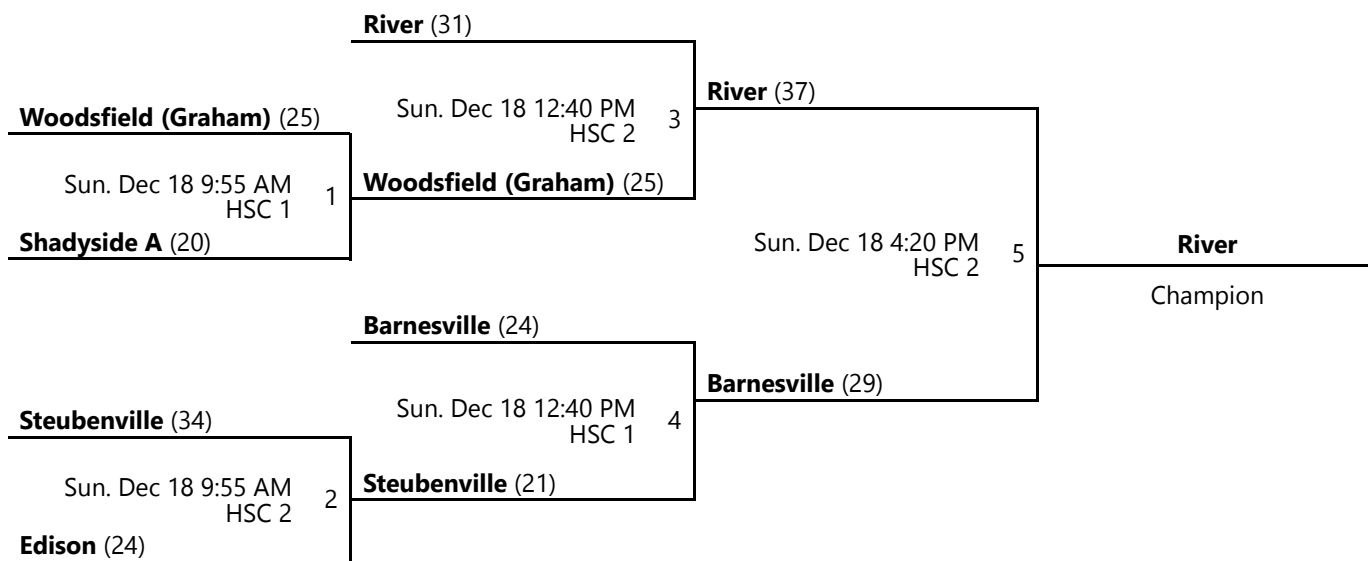 River (31)
Woodsfield (Graham) (25)
Sun. Dec 18 12:40 PM
HSC 2
3
River (37)
Sun. Dec 18 9:55 AM
HSC 1
1
Woodsfield (Graham) (25)
Shadyside A (20)
Sun. Dec 18 4:20 PM
HSC 2
5
River
Champion
Barnesville (24)
Steubenville (34)
Sun. Dec 18 12:40 PM
HSC 1
4
Barnesville (29)
Sun. Dec 18 9:55 AM
HSC 2
2
Steubenville (21)
Edison (24)